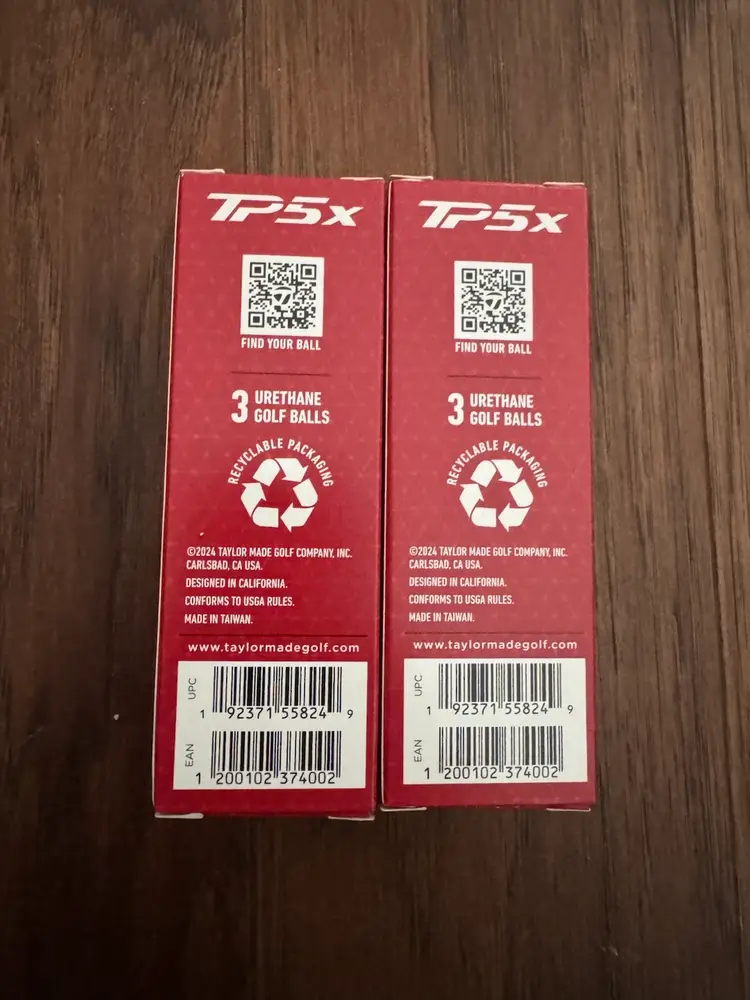 TP5x
FIND YOUR BALL
3 URETHANE
GOLF BALLS
RECYCLABLE PACKAGING
©2024 TAYLOR MADE GOLF COMPANY, INC.
CARLSBAD, CA USA.
DESIGNED IN CALIFORNIA.
CONFORMS TO USGA RULES.
MADE IN TAIWAN.
www.taylormadegolf.com
UPC
1 92371 55824 9
EAN
1 200102 374002
TP5x
FIND YOUR BALL
3 URETHANE
GOLF BALLS
RECYCLABLE PACKAGING
©2024 TAYLOR MADE GOLF COMPANY, INC.
CARLSBAD, CA USA.
DESIGNED IN CALIFORNIA.
CONFORMS TO USGA RULES.
MADE IN TAIWAN.
www.taylormadegolf.com
UPC
1 92371 55824 9
EAN
1 200102 374002